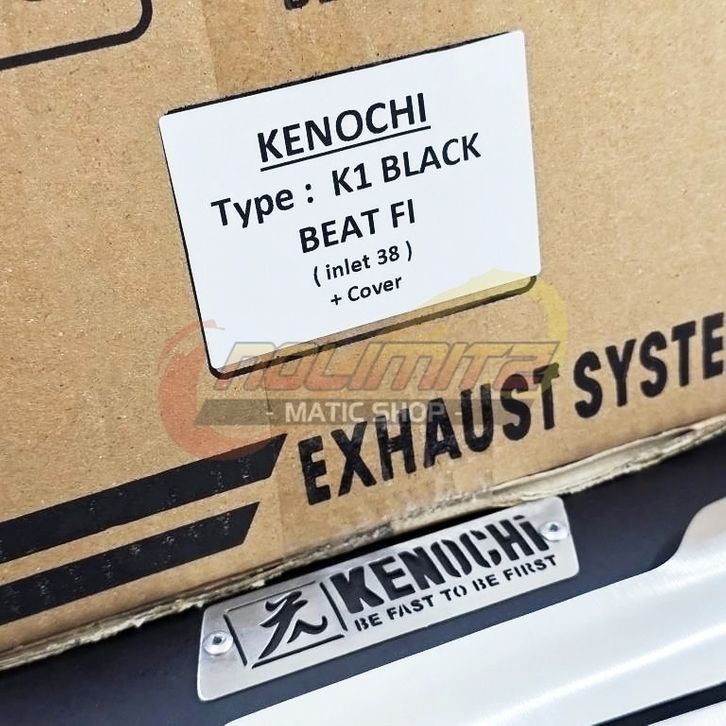 KENOCHI
Type : K1 BLACK
BEAT FI
( inlet 38 )
+ Cover
NOLIMITZ
- MATIC SHOP -
EXHAUST SYSTE
KENOCHi
BE FAST TO BE FIRST